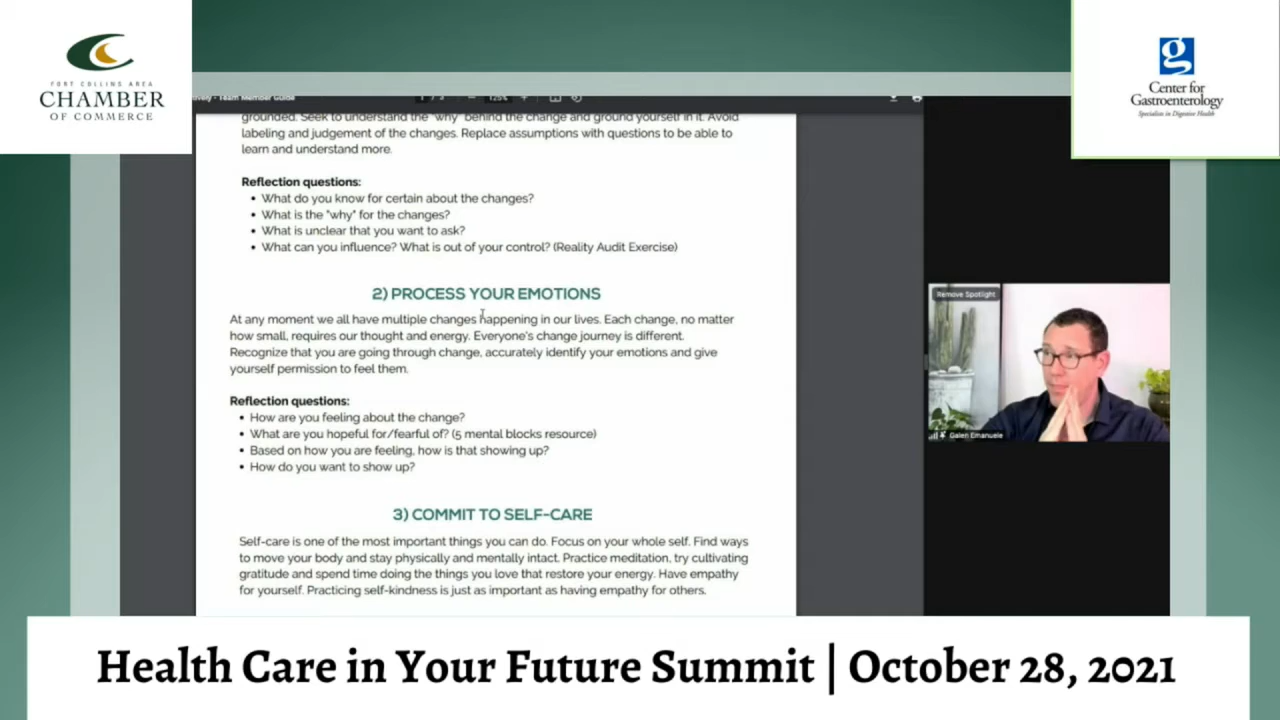 FORT COLLINS AREA
CHAMBER
OF COMMERCE
g
Center for
Gastroenterology
Specialists in Digestive Health
Team Member Guide
125%
grounded. Seek to understand the "why" behind the change and ground yourself in it. Avoid
labeling and judgement of the changes. Replace assumptions with questions to be able to
learn and understand more.
Reflection questions:
• What do you know for certain about the changes?
• What is the "why" for the changes?
• What is unclear that you want to ask?
• What can you influence? What is out of your control? (Reality Audit Exercise)
2) PROCESS YOUR EMOTIONS
At any moment we all have multiple changes happening in our lives. Each change, no matter
how small, requires our thought and energy. Everyone's change journey is different.
Recognize that you are going through change, accurately identify your emotions and give
yourself permission to feel them.
Reflection questions:
• How are you feeling about the change?
• What are you hopeful for/fearful of? (5 mental blocks resource)
• Based on how you are feeling, how is that showing up?
• How do you want to show up?
3) COMMIT TO SELF-CARE
Self-care is one of the most important things you can do. Focus on your whole self. Find ways
to move your body and stay physically and mentally intact. Practice meditation, try cultivating
gratitude and spend time doing the things you love that restore your energy. Have empathy
for yourself. Practicing self-kindness is just as important as having empathy for others.
Remove Spotlight
Galen Emanuele
Health Care in Your Future Summit | October 28, 2021